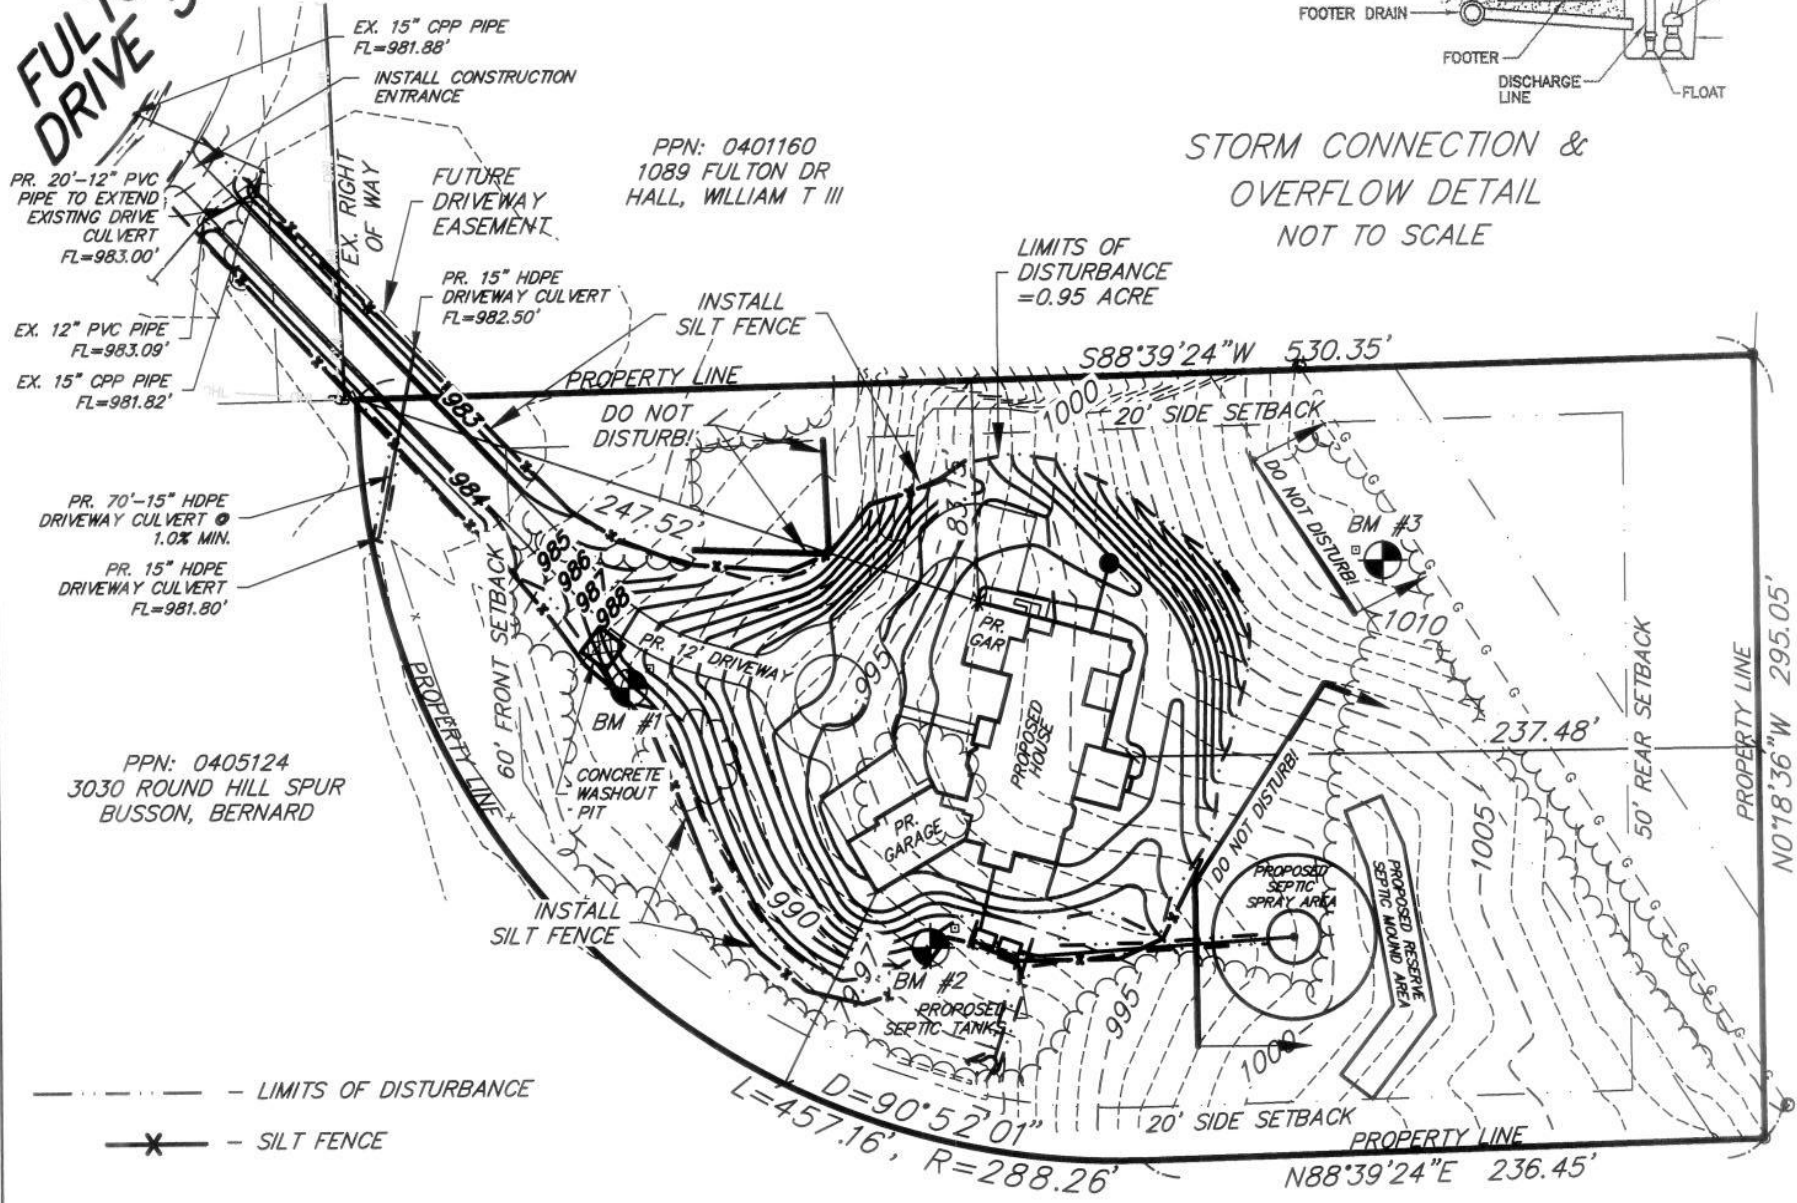 FULTON
DRIVE
EX. 15" CPP PIPE
FL=981.88'
INSTALL CONSTRUCTION
ENTRANCE
FOOTER DRAIN
FOOTER
DISCHARGE
LINE
FLOAT
PR. 20'-12" PVC
PIPE TO EXTEND
EXISTING DRIVE
CULVERT
FL=983.00'
EX. RIGHT
OF WAY
FUTURE
DRIVEWAY
EASEMENT
PPN: 0401160
1089 FULTON DR
HALL, WILLIAM T III
STORM CONNECTION &
OVERFLOW DETAIL
NOT TO SCALE
LIMITS OF
DISTURBANCE
=0.95 ACRE
PR. 15" HDPE
DRIVEWAY CULVERT
FL=982.50'
INSTALL
SILT FENCE
EX. 12" PVC PIPE
FL=983.09'
EX. 15" CPP PIPE
FL=981.82'
PROPERTY LINE
S88°39'24"W 530.35'
DO NOT
DISTURB!
983
984
1000
20' SIDE SETBACK
PR. 70'-15" HDPE
DRIVEWAY CULVERT @
1.0% MIN.
PR. 15" HDPE
DRIVEWAY CULVERT
FL=981.80'
247.52'
83.15'
DO NOT DISTURB!
BM #3
1010
985
986
987
988
60' FRONT SETBACK
PR. 12' DRIVEWAY
995
PR.
GAR
PROPOSED
HOUSE
PROPERTY LINE
BM #1
237.48'
50' REAR SETBACK
PROPERTY LINE
N0°18'36"W 295.05'
PPN: 0405124
3030 ROUND HILL SPUR
BUSSON, BERNARD
CONCRETE
WASHOUT
PIT
PR.
GARAGE
DO NOT DISTURB!
1005
PROPOSED
SEPTIC
SPRAY AREA
PROPOSED RESERVE
SEPTIC MOUND AREA
INSTALL
SILT FENCE
990
BM #2
PROPOSED
SEPTIC TANKS
995
1000
LIMITS OF DISTURBANCE
SILT FENCE
D=90°52'01"
L=457.16', R=288.26'
20' SIDE SETBACK
PROPERTY LINE
N88°39'24"E 236.45'